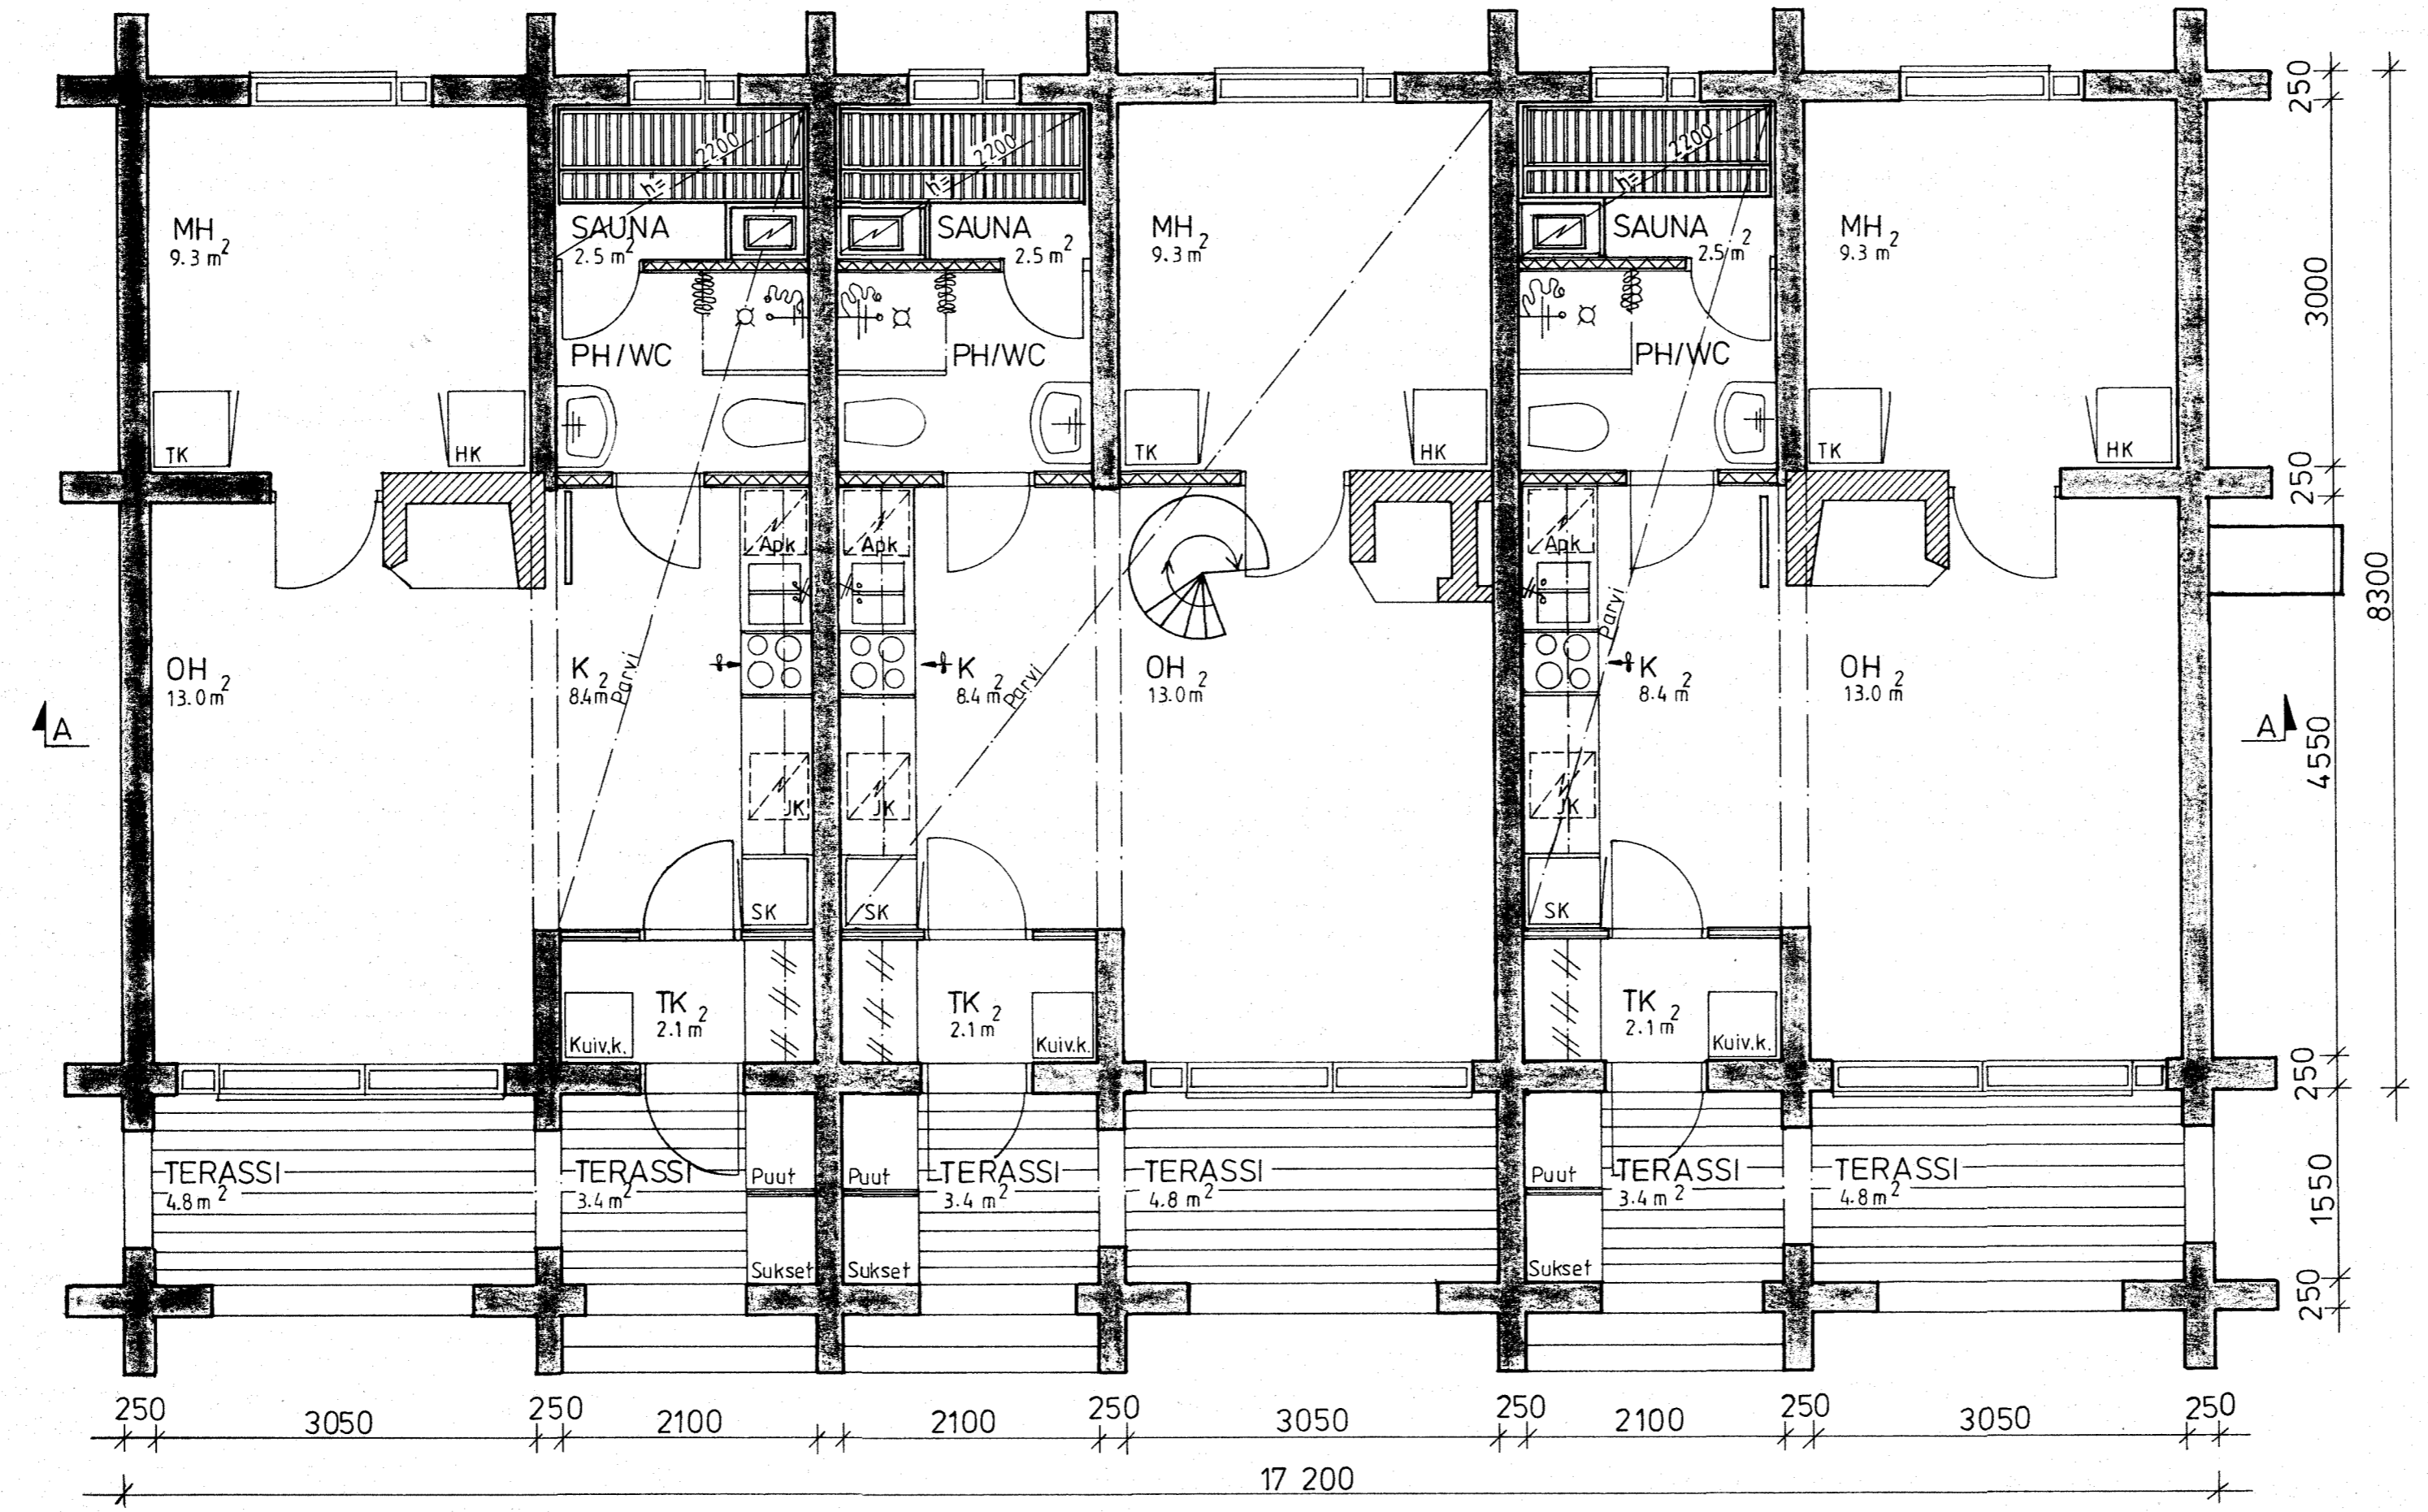 250
h= 2200
h= 2200
h= 2200
MH
9.3 m²
SAUNA
2.5 m²
SAUNA
2.5 m²
MH
9.3 m²
SAUNA
2.5 m²
MH
9.3 m²
3000
PH/WC
PH/WC
PH/WC
TK
HK
TK
HK
TK
HK
250
Apk
Apk
Apk
8300
OH
13.0 m²
K
8.4 m²
Parvi
K
8.4 m²
Parvi
OH
13.0 m²
Parvi
K
8.4 m²
OH
13.0 m²
A
A
4550
JK
JK
JK
SK
SK
SK
TK
2.1 m²
TK
2.1 m²
TK
2.1 m²
Kuiv.k.
Kuiv.k.
Kuiv.k.
250
TERASSI
4.8 m²
TERASSI
3.4 m²
Puut
Puut
TERASSI
3.4 m²
TERASSI
4.8 m²
Puut
TERASSI
3.4 m²
TERASSI
4.8 m²
1550
Sukset
Sukset
Sukset
250
250
3050
250
2100
2100
250
3050
250
2100
250
3050
250
17 200